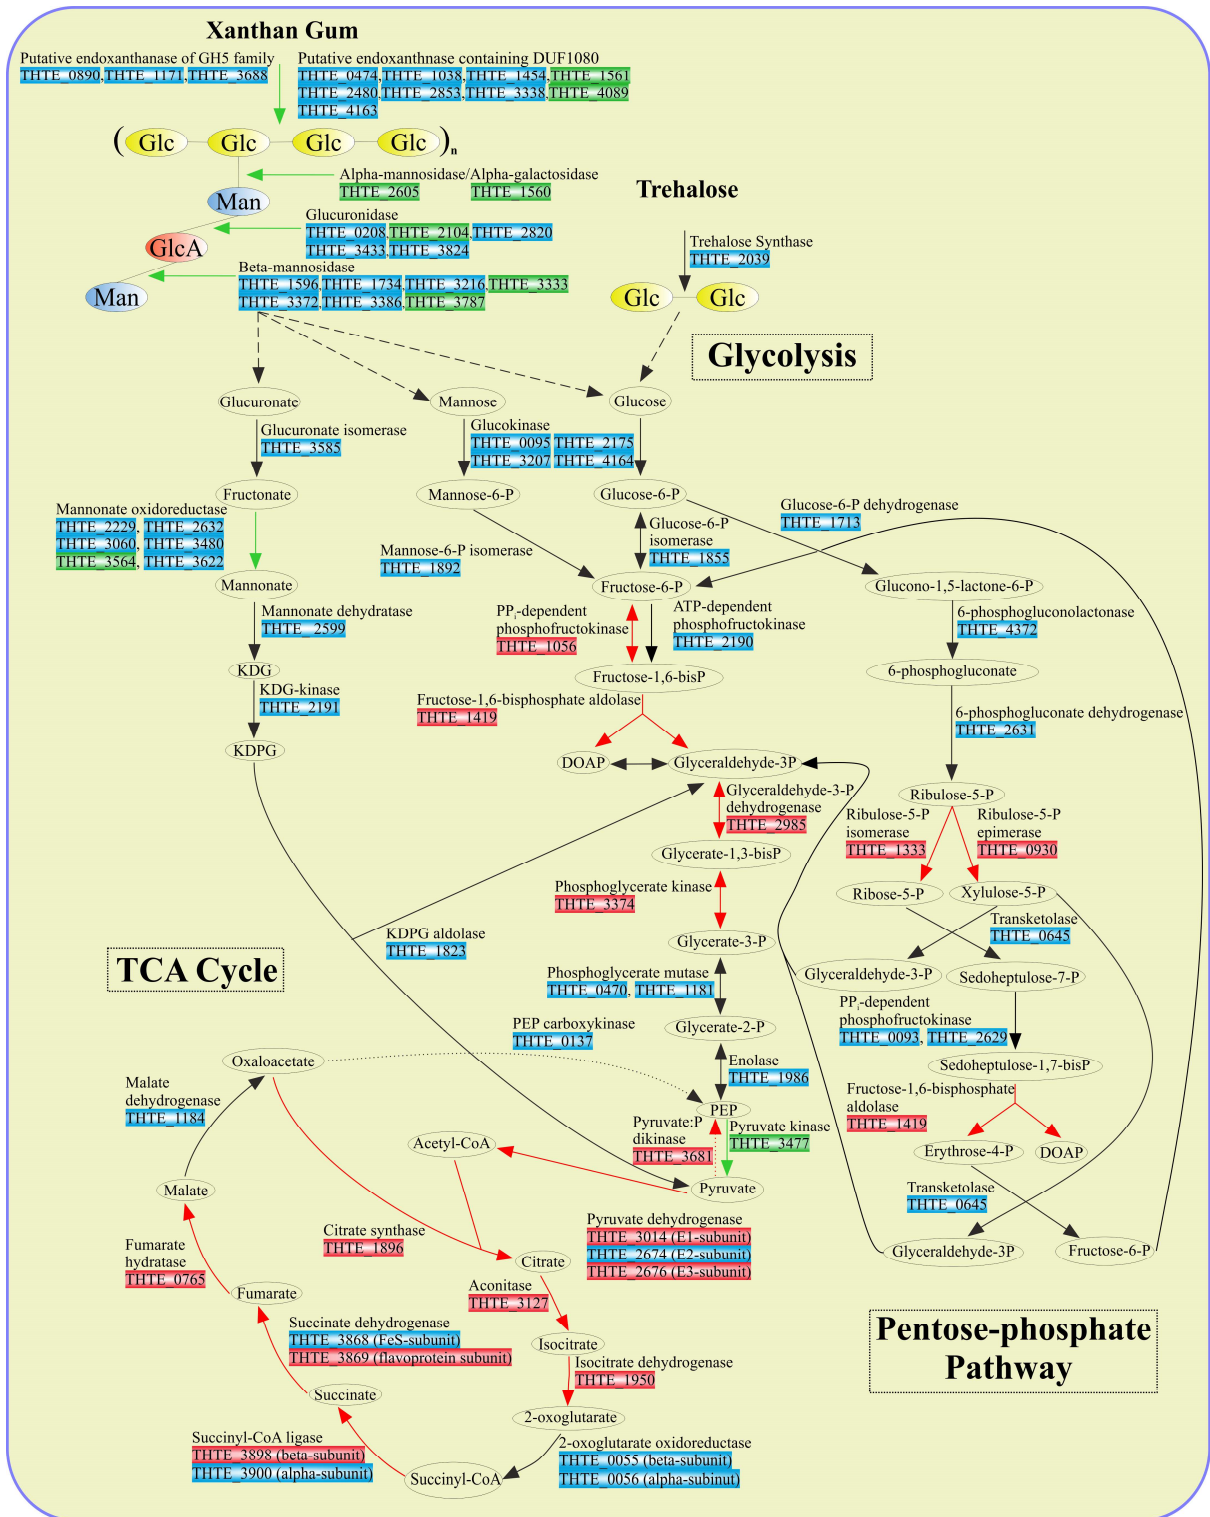 Xanthan Gum
Putative endoxanthanase of GH5 family
THTE_0890, THTE_1171, THTE_3688
Putative endoxanthnase containing DUF1080
THTE_0474, THTE_1038, THTE_1454, THTE_1561
THTE_2480, THTE_2853, THTE_3338, THTE_4089
THTE_4163
(Glc Glc Glc Glc)n
Alpha-mannosidase/Alpha-galactosidase
THTE_2605 THTE_1560
Man
Glucuronidase
THTE_0208, THTE_2104, THTE_2820
THTE_3433, THTE_3824
GlcA
Beta-mannosidase
THTE_1596, THTE_1734, THTE_3216, THTE_3333
THTE_3372, THTE_3386, THTE_3787
Man
Trehalose
Trehalose Synthase
THTE_2039
Glc Glc
Glycolysis
Glucuronate
Mannose
Glucose
Glucuronate isomerase
THTE_3585
Glucokinase
THTE_0095 THTE_2175
THTE_3207 THTE_4164
Fructonate
Mannose-6-P
Glucose-6-P
Glucose-6-P dehydrogenase
THTE_1713
Mannonate oxidoreductase
THTE_2229, THTE_2632
THTE_3060, THTE_3480
THTE_3564, THTE_3622
Mannose-6-P isomerase
THTE_1892
Glucose-6-P
isomerase
THTE_1855
Mannonate
Fructose-6-P
Glucono-1,5-lactone-6-P
Mannonate dehydratase
THTE_2599
PPi-dependent
phosphofructokinase
THTE_1056
ATP-dependent
phosphofructokinase
THTE_2190
6-phosphogluconolactonase
THTE_4372
KDG
Fructose-1,6-bisP
6-phosphogluconate
KDG-kinase
THTE_2191
Fructose-1,6-bisphosphate aldolase
THTE_1419
6-phosphogluconate dehydrogenase
THTE_2631
KDPG
DOAP
Glyceraldehyde-3P
Ribulose-5-P
Glyceraldehyde-3-P
dehydrogenase
THTE_2985
Ribulose-5-P
isomerase
THTE_1333
Ribulose-5-P
epimerase
THTE_0930
Glycerate-1,3-bisP
Phosphoglycerate kinase
THTE_3374
Ribose-5-P
Xylulose-5-P
Transketolase
THTE_0645
KDPG aldolase
THTE_1823
Glycerate-3-P
TCA Cycle
Phosphoglycerate mutase
THTE_0470, THTE_1181
Glyceraldehyde-3-P
Sedoheptulose-7-P
PPi-dependent
phosphofructokinase
THTE_0093, THTE_2629
PEP carboxykinase
THTE_0137
Glycerate-2-P
Oxaloacetate
Enolase
THTE_1986
Sedoheptulose-1,7-bisP
Malate
dehydrogenase
THTE_1184
Fructose-1,6-bisphosphate
aldolase
THTE_1419
PEP
Pyruvate:P
dikinase
THTE_3681
Pyruvate kinase
THTE_3477
Acetyl-CoA
Erythrose-4-P
DOAP
Malate
Pyruvate
Transketolase
THTE_0645
Citrate synthase
THTE_1896
Pyruvate dehydrogenase
THTE_3014 (E1-subunit)
THTE_2674 (E2-subunit)
THTE_2676 (E3-subunit)
Fumarate
hydratase
THTE_0765
Citrate
Glyceraldehyde-3P
Fructose-6-P
Aconitase
THTE_3127
Fumarate
Succinate dehydrogenase
THTE_3868 (FeS-subunit)
THTE_3869 (flavoprotein subunit)
Isocitrate
Pentose-phosphate
Pathway
Isocitrate dehydrogenase
THTE_1950
Succinate
2-oxoglutarate
Succinyl-CoA ligase
THTE_3898 (beta-subunit)
THTE_3900 (alpha-subunit)
2-oxoglutarate oxidoreductase
THTE_0055 (beta-subunit)
THTE_0056 (alpha-subinut)
Succinyl-CoA